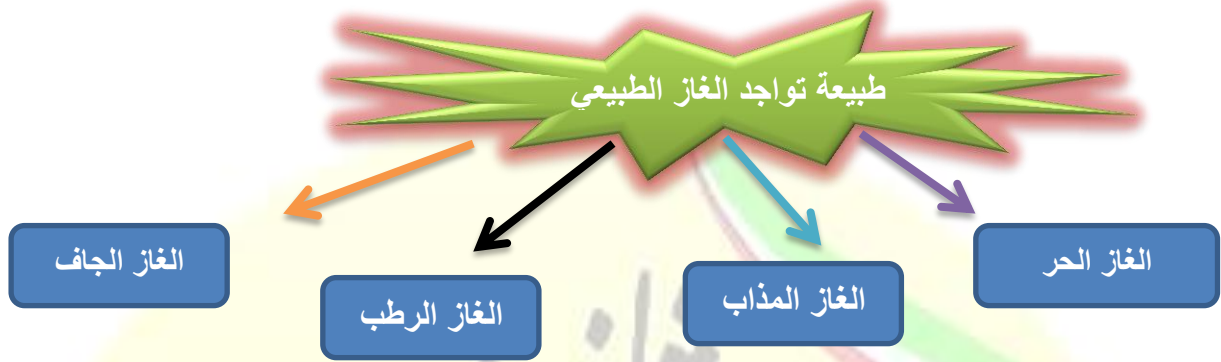 طبيعة تواجد الغاز الطبيعي
الغاز الحر
الغاز المذاب
الغاز الرطب
الغاز الجاف